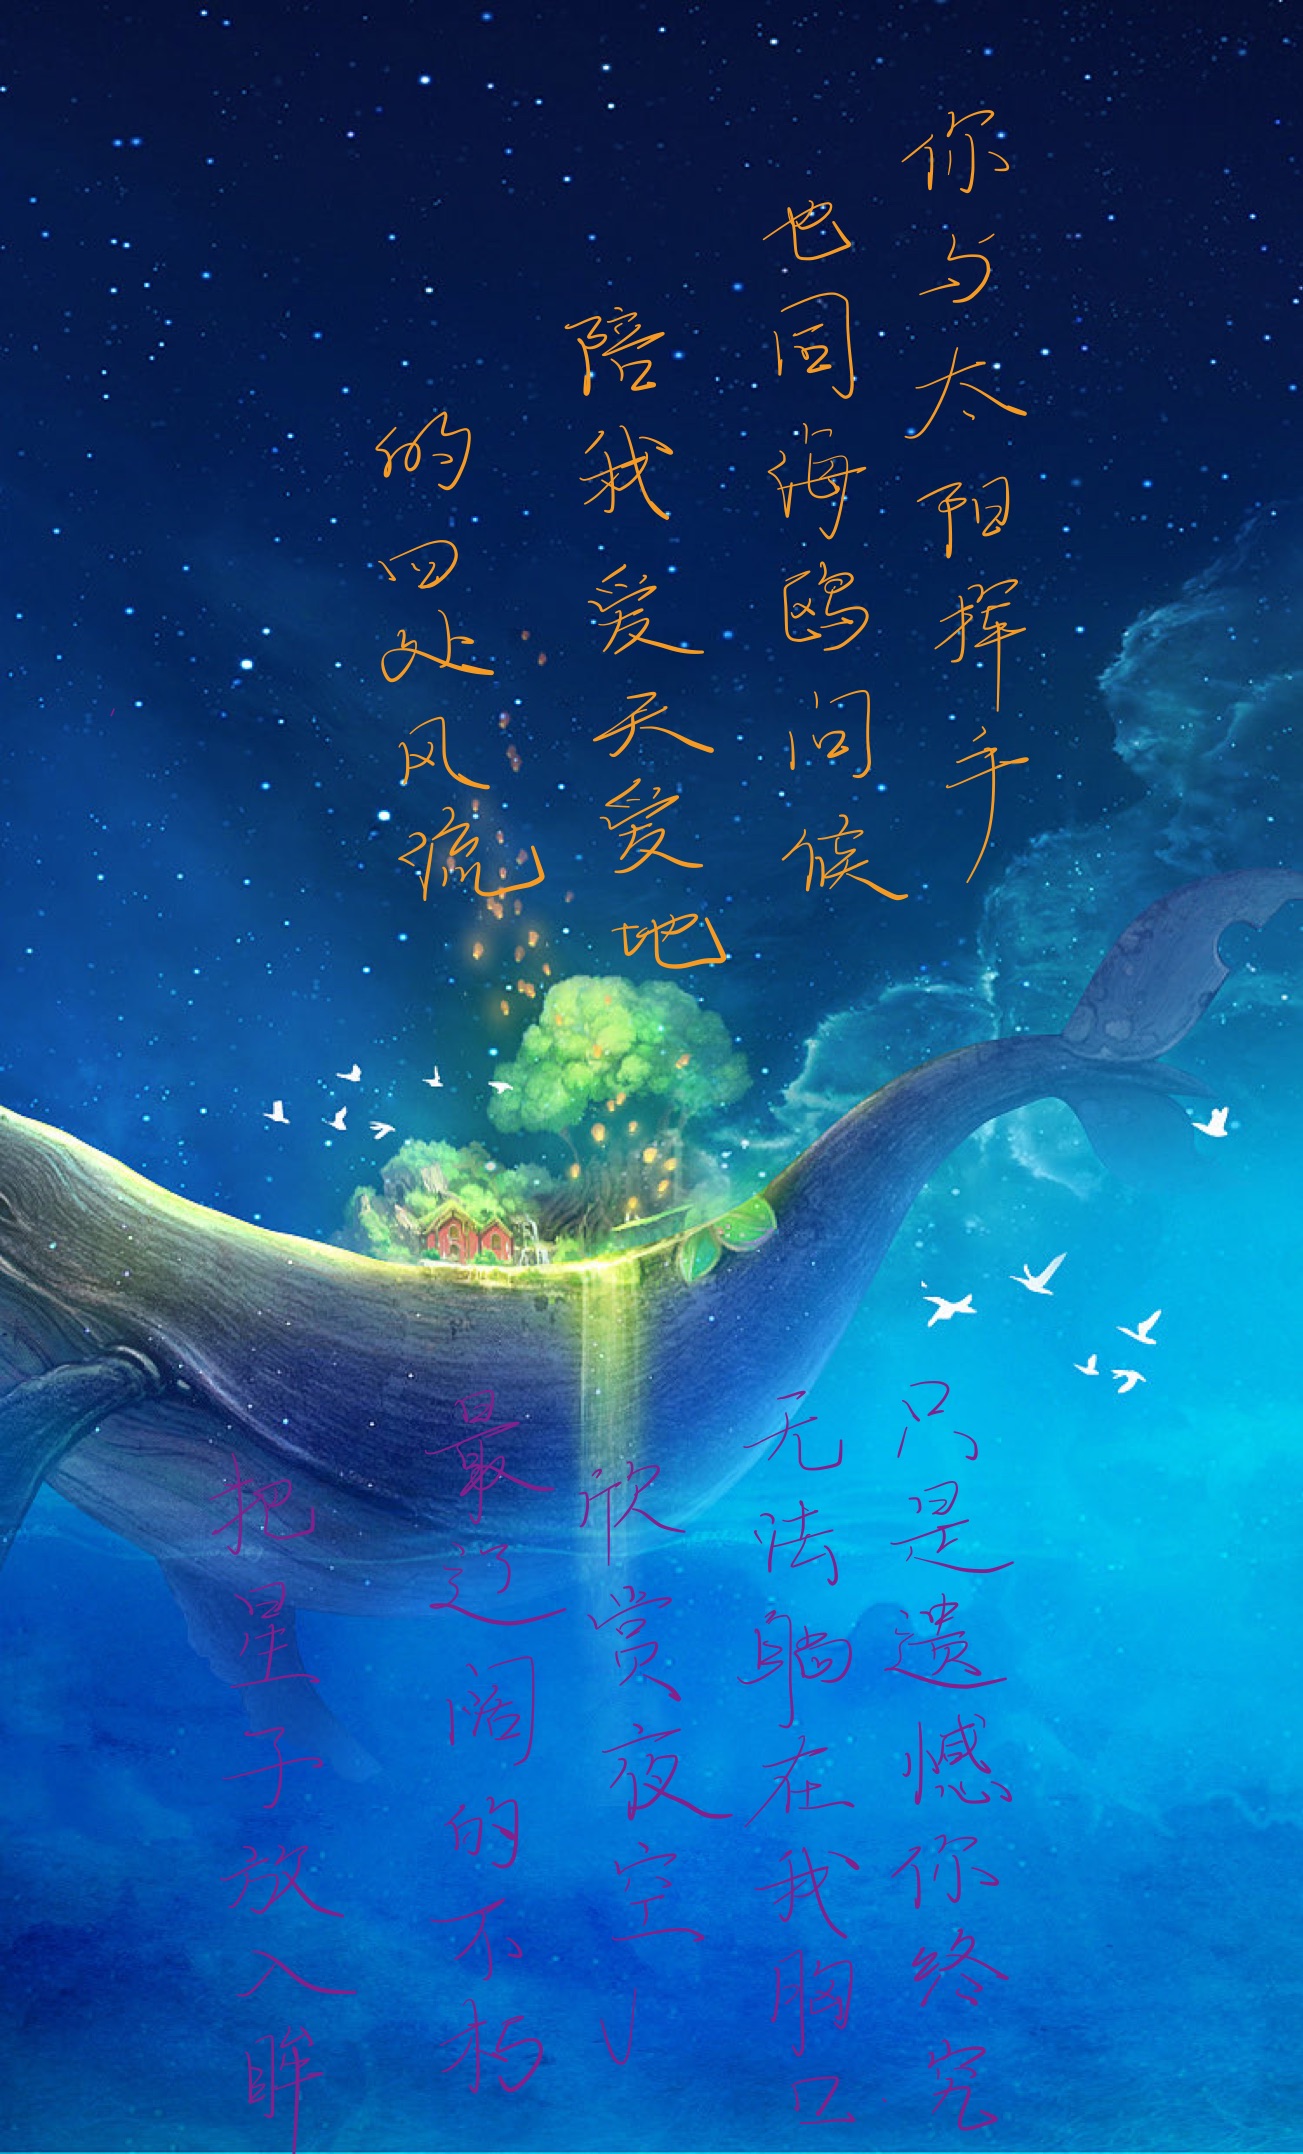 你与太阳挥手
也同海鸥问候
陪我爱天爱地
的四处风流
只是遗憾你终究
无法躺在我胸口
欣赏夜空
最辽阔的不朽
把星子放入眸